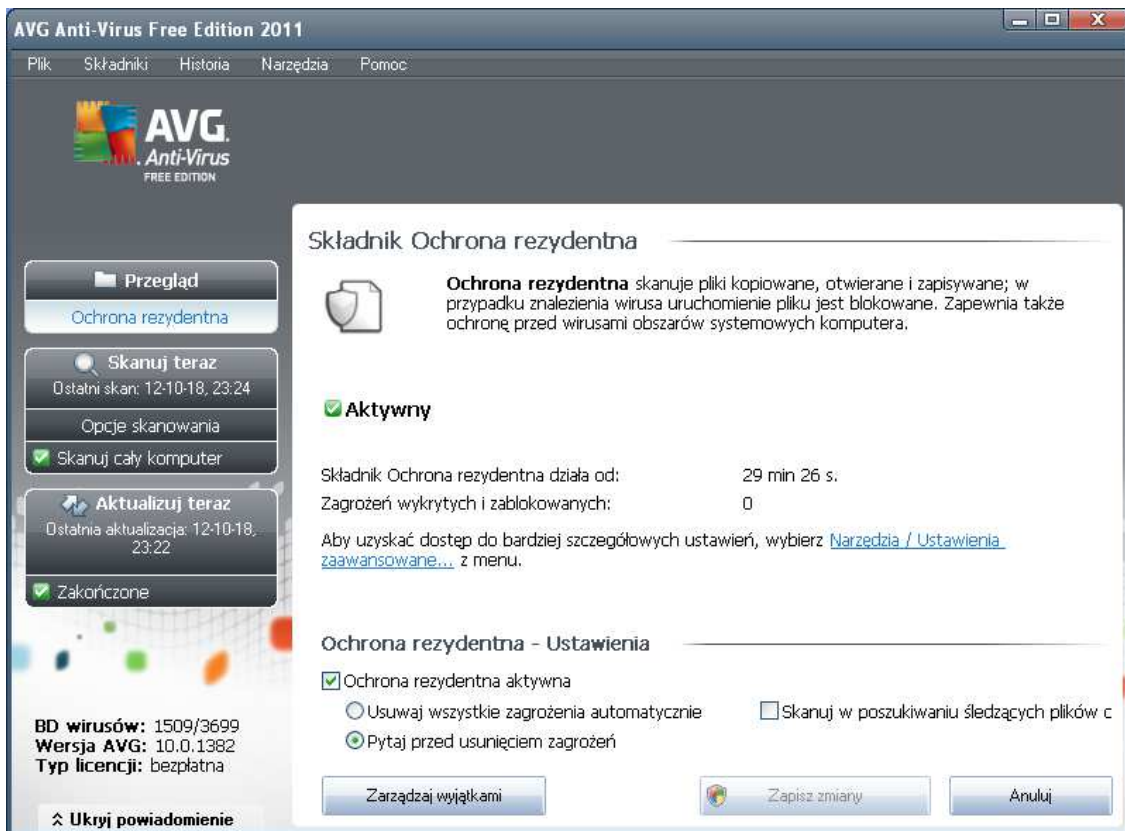 AVG Anti-Virus Free Edition 2011
Plik Składniki Historia Narzędzia Pomoc
AVG.
Anti-Virus
FREE EDITION
Składnik Ochrona rezydentna
Przegląd
Ochrona rezydentna
Ochrona rezydentna skanuje pliki kopiowane, otwierane i zapisywane; w
przypadku znalezienia wirusa uruchomienie pliku jest blokowane. Zapewnia także
ochronę przed wirusami obszarów systemowych komputera.
Skanuj teraz
Ostatni skan: 12-10-18, 23:24
Opcje skanowania
Skanuj cały komputer
Aktywny
Składnik Ochrona rezydentna działa od: 29 min 26 s.
Zagrożeń wykrytych i zablokowanych: 0
Aktualizuj teraz
Ostatnia aktualizacja: 12-10-18,
23:22
Zakończone
Aby uzyskać dostęp do bardziej szczegółowych ustawień, wybierz Narzędzia / Ustawienia
zaawansowane... z menu.
Ochrona rezydentna - Ustawienia
Ochrona rezydentna aktywna
Usuwaj wszystkie zagrożenia automatycznie Skanuj w poszukiwaniu śledzących plików c
Pytaj przed usunięciem zagrożeń
BD wirusów: 1509/3699
Wersja AVG: 10.0.1382
Typ licencji: bezpłatna
Zarządzaj wyjątkami Zapisz zmiany Anuluj
Ukryj powiadomienie